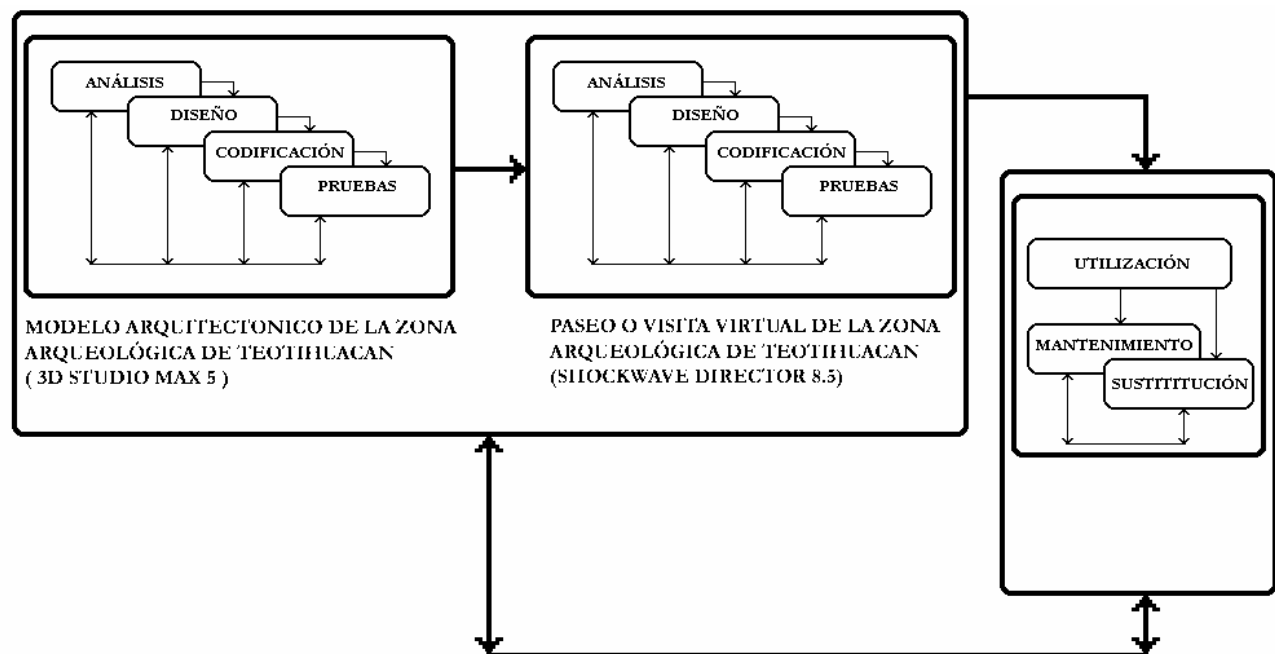 ANÁLISIS
DISEÑO
CODIFICACIÓN
PRUEBAS
MODELO ARQUITECTONICO DE LA ZONA
ARQUEOLÓGICA DE TEOTIHUACAN
( 3D STUDIO MAX 5 )
ANÁLISIS
DISEÑO
CODIFICACIÓN
PRUEBAS
PASEO O VISITA VIRTUAL DE LA ZONA
ARQUEOLÓGICA DE TEOTIHUACAN
(SHOCKWAVE DIRECTOR 8.5)
UTILIZACIÓN
MANTENIMIENTO
SUSTITITUCIÓN